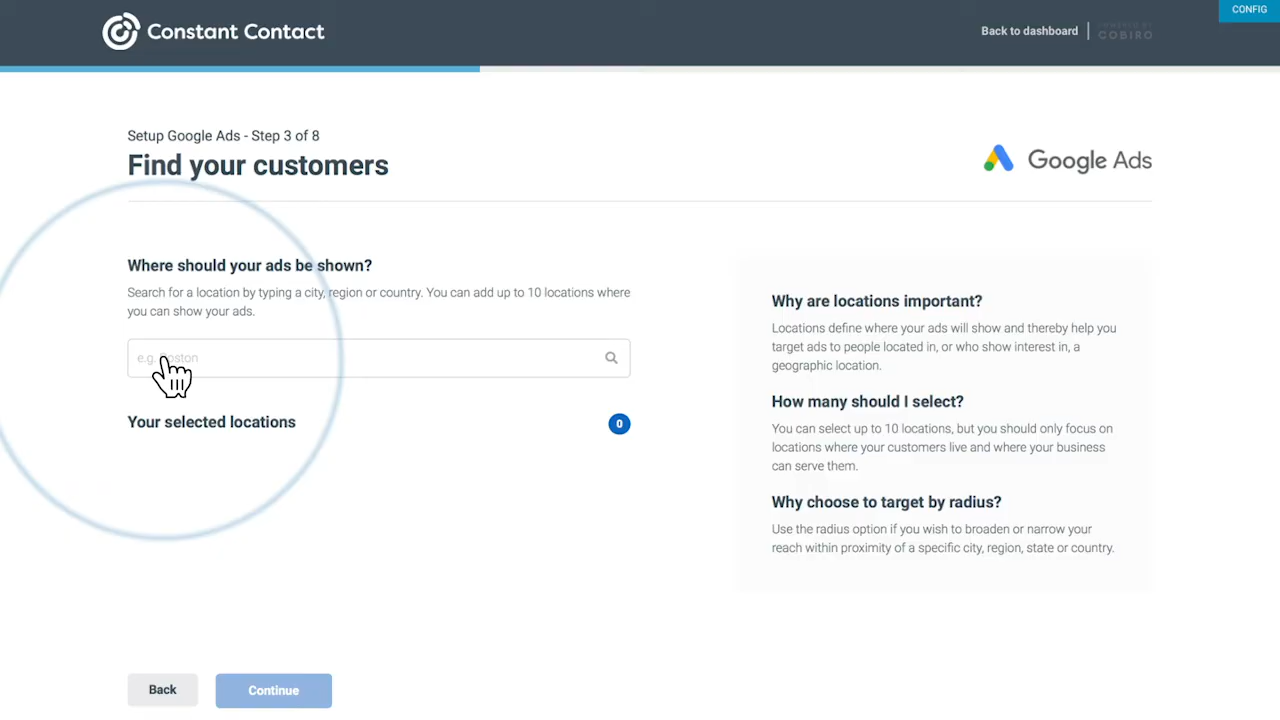 CONFIG
Constant Contact
Back to dashboard
POWERED BY
COBIRO
Setup Google Ads - Step 3 of 8
Find your customers
Google Ads
Where should your ads be shown?
Search for a location by typing a city, region or country. You can add up to 10 locations where
you can show your ads.
e.g. Boston
Your selected locations
0
Why are locations important?
Locations define where your ads will show and thereby help you
target ads to people located in, or who show interest in, a
geographic location.
How many should I select?
You can select up to 10 locations, but you should only focus on
locations where your customers live and where your business
can serve them.
Why choose to target by radius?
Use the radius option if you wish to broaden or narrow your
reach within proximity of a specific city, region, state or country.
Back
Continue